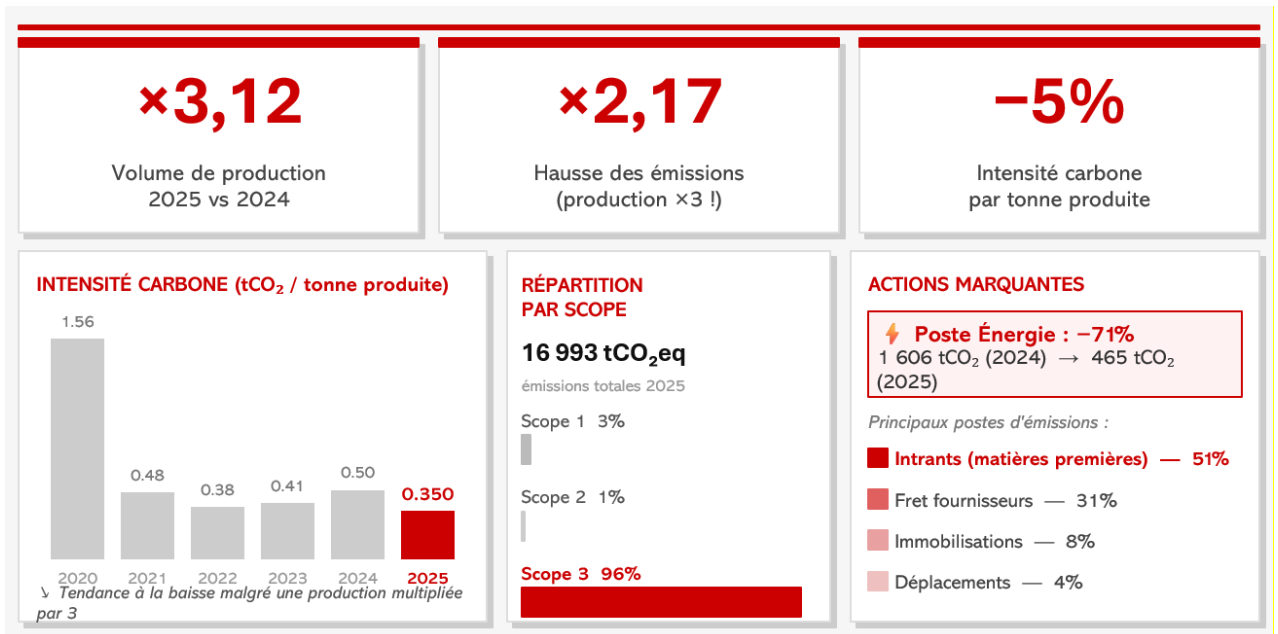 ×3,12
Volume de production
2025 vs 2024
×2,17
Hausse des émissions
(production ×3 !)
−5%
Intensité carbone
par tonne produite
INTENSITÉ CARBONE (tCO₂ / tonne produite)
1.56
0.48
0.38
0.41
0.50
0.350
2020
2021
2022
2023
2024
2025
↘ Tendance à la baisse malgré une production multipliée
par 3
RÉPARTITION
PAR SCOPE
16 993 tCO₂eq
émissions totales 2025
Scope 1 3%
Scope 2 1%
Scope 3 96%
ACTIONS MARQUANTES
⚡ Poste Énergie : −71%
1 606 tCO₂ (2024) → 465 tCO₂
(2025)
Principaux postes d'émissions :
Intrants (matières premières) — 51%
Fret fournisseurs — 31%
Immobilisations — 8%
Déplacements — 4%